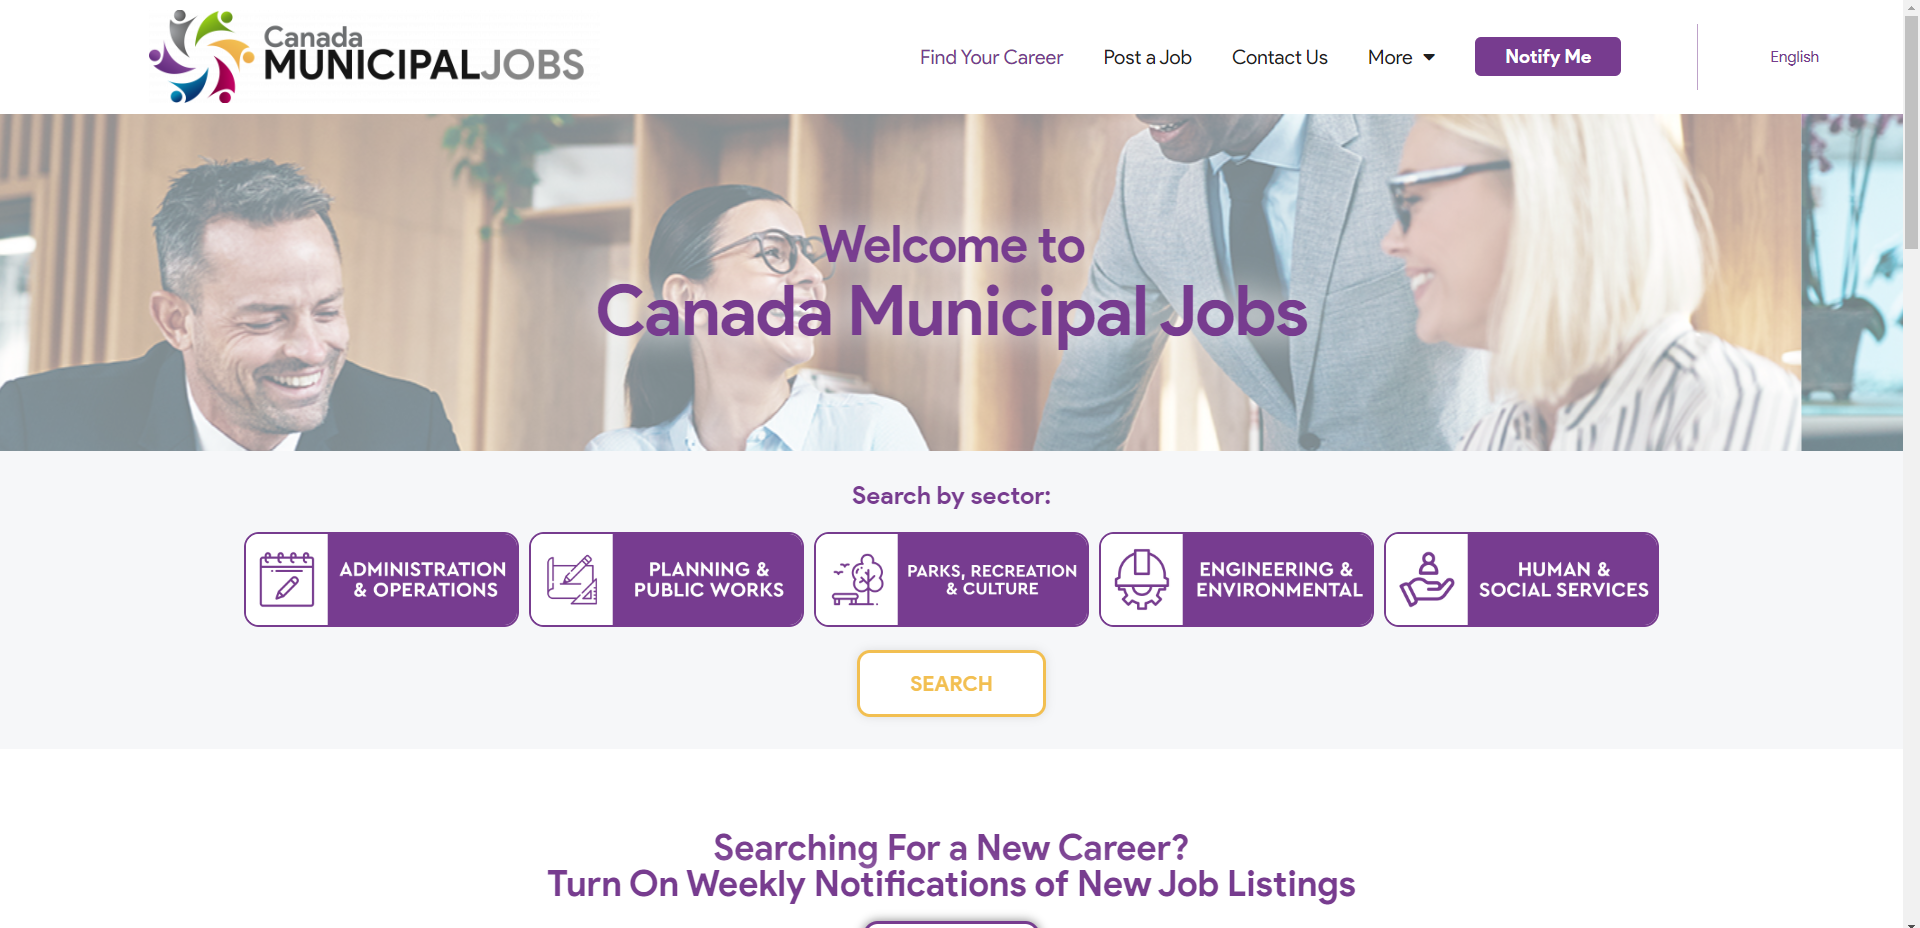 Canada
MUNICIPALJOBS
Find Your Career
Post a Job
Contact Us
More
Notify Me
English
Welcome to
Canada Municipal Jobs
Search by sector:
ADMINISTRATION
& OPERATIONS
PLANNING &
PUBLIC WORKS
PARKS, RECREATION
& CULTURE
ENGINEERING &
ENVIRONMENTAL
HUMAN &
SOCIAL SERVICES
SEARCH
Searching For a New Career?
Turn On Weekly Notifications of New Job Listings